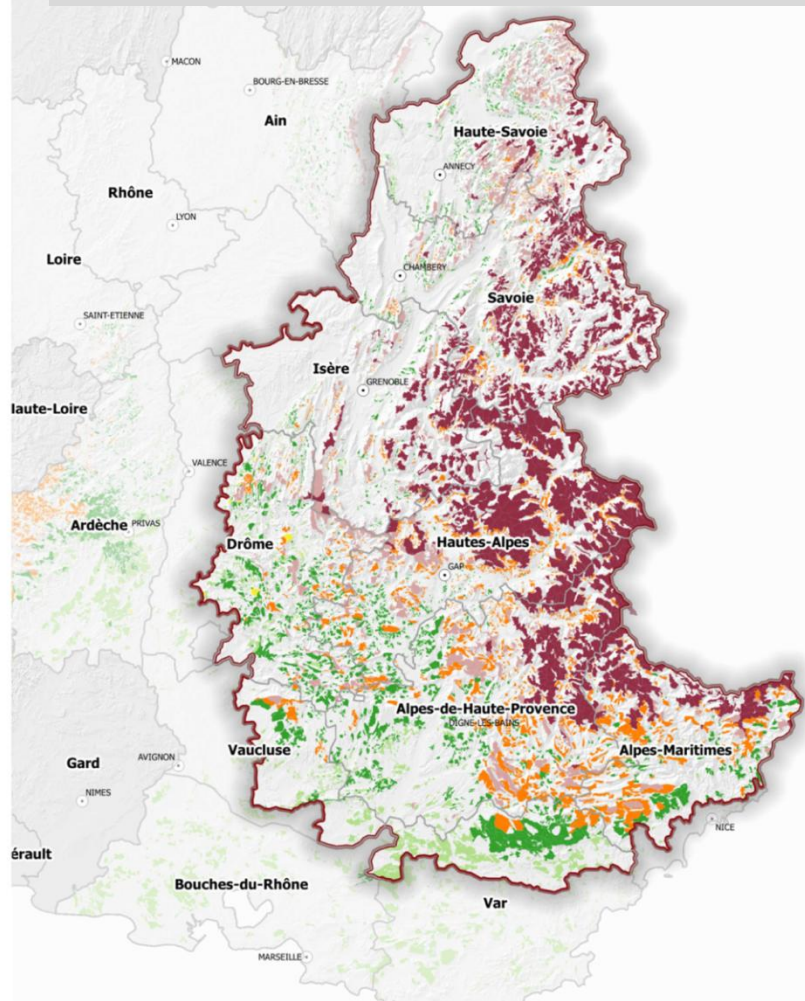 MACON
BOURG-EN-BRESSE
Ain
Haute-Savoie
ANNECY
Rhône
LYON
Loire
CHAMBERY
Savoie
SAINT-ETIENNE
Isère
GRENOBLE
laute-Loire
VALENCE
Ardèche
PRIVAS
Drôme
Hautes-Alpes
GAP
Alpes-de-Haute-Provence
DIGNE-LES-BAINS
Vaucluse
Alpes-Maritimes
AVIGNON
Gard
NIMES
NICE
érault
Bouches-du-Rhône
Var
MARSEILLE